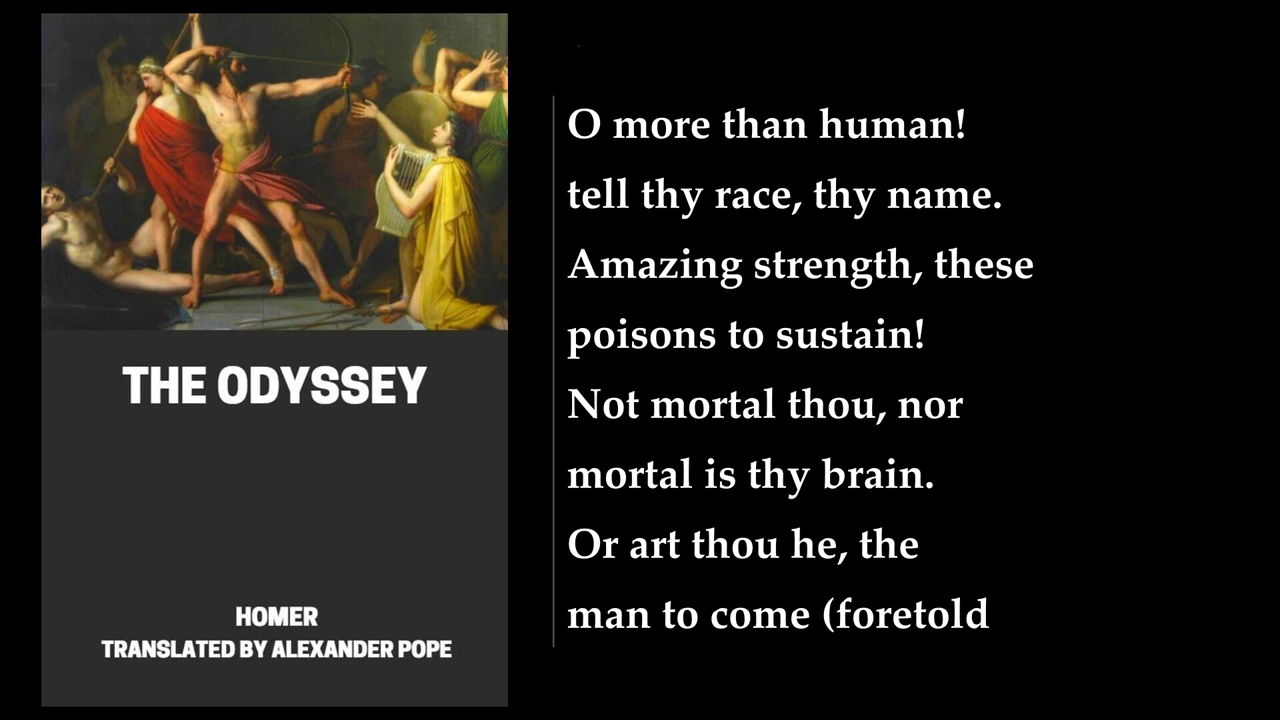 THE ODYSSEY
HOMER
TRANSLATED BY ALEXANDER POPE
O more than human!
tell thy race, thy name.
Amazing strength, these
poisons to sustain!
Not mortal thou, nor
mortal is thy brain.
Or art thou he, the
man to come (foretold